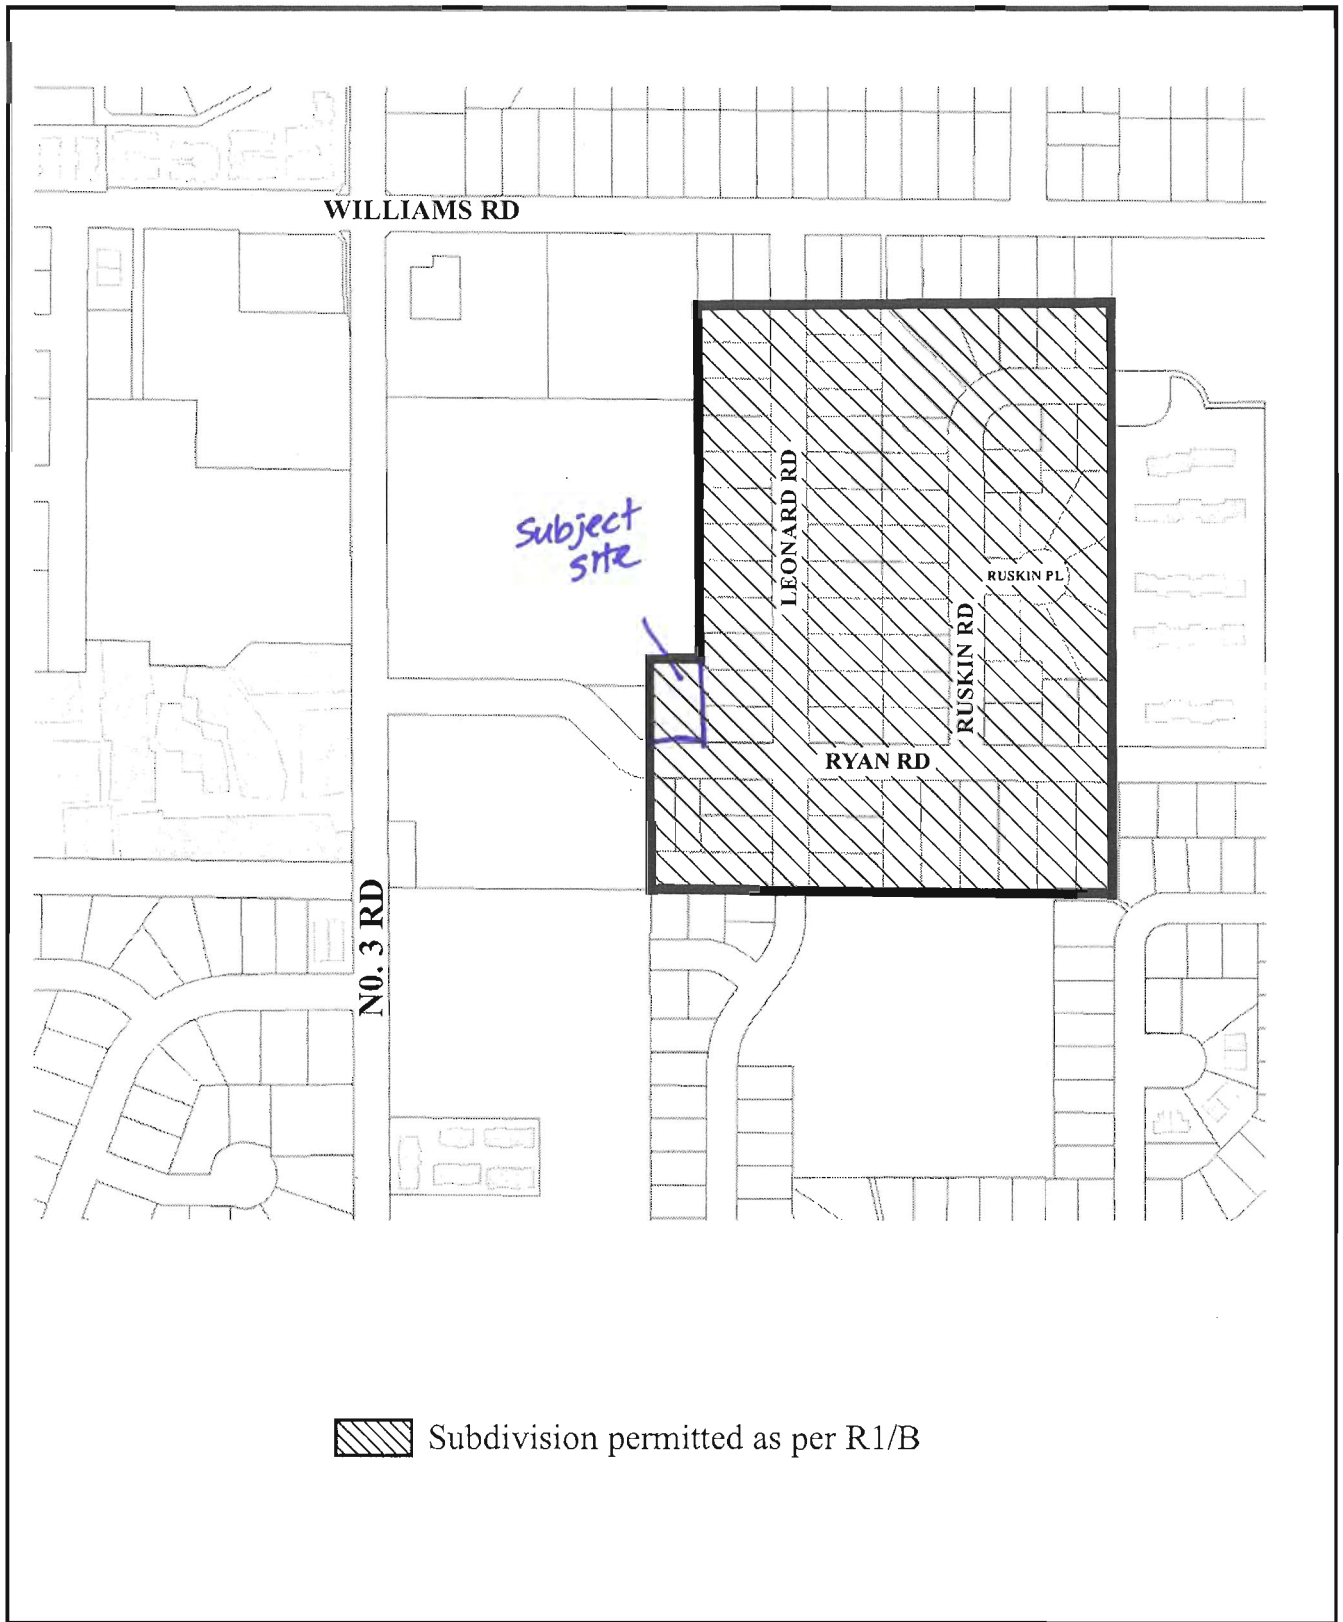 WILLIAMS RD
Subject
site
LEONARD RD
RUSKIN PL
RUSKIN RD
RYAN RD
N0. 3 RD
Subdivision permitted as per R1/B